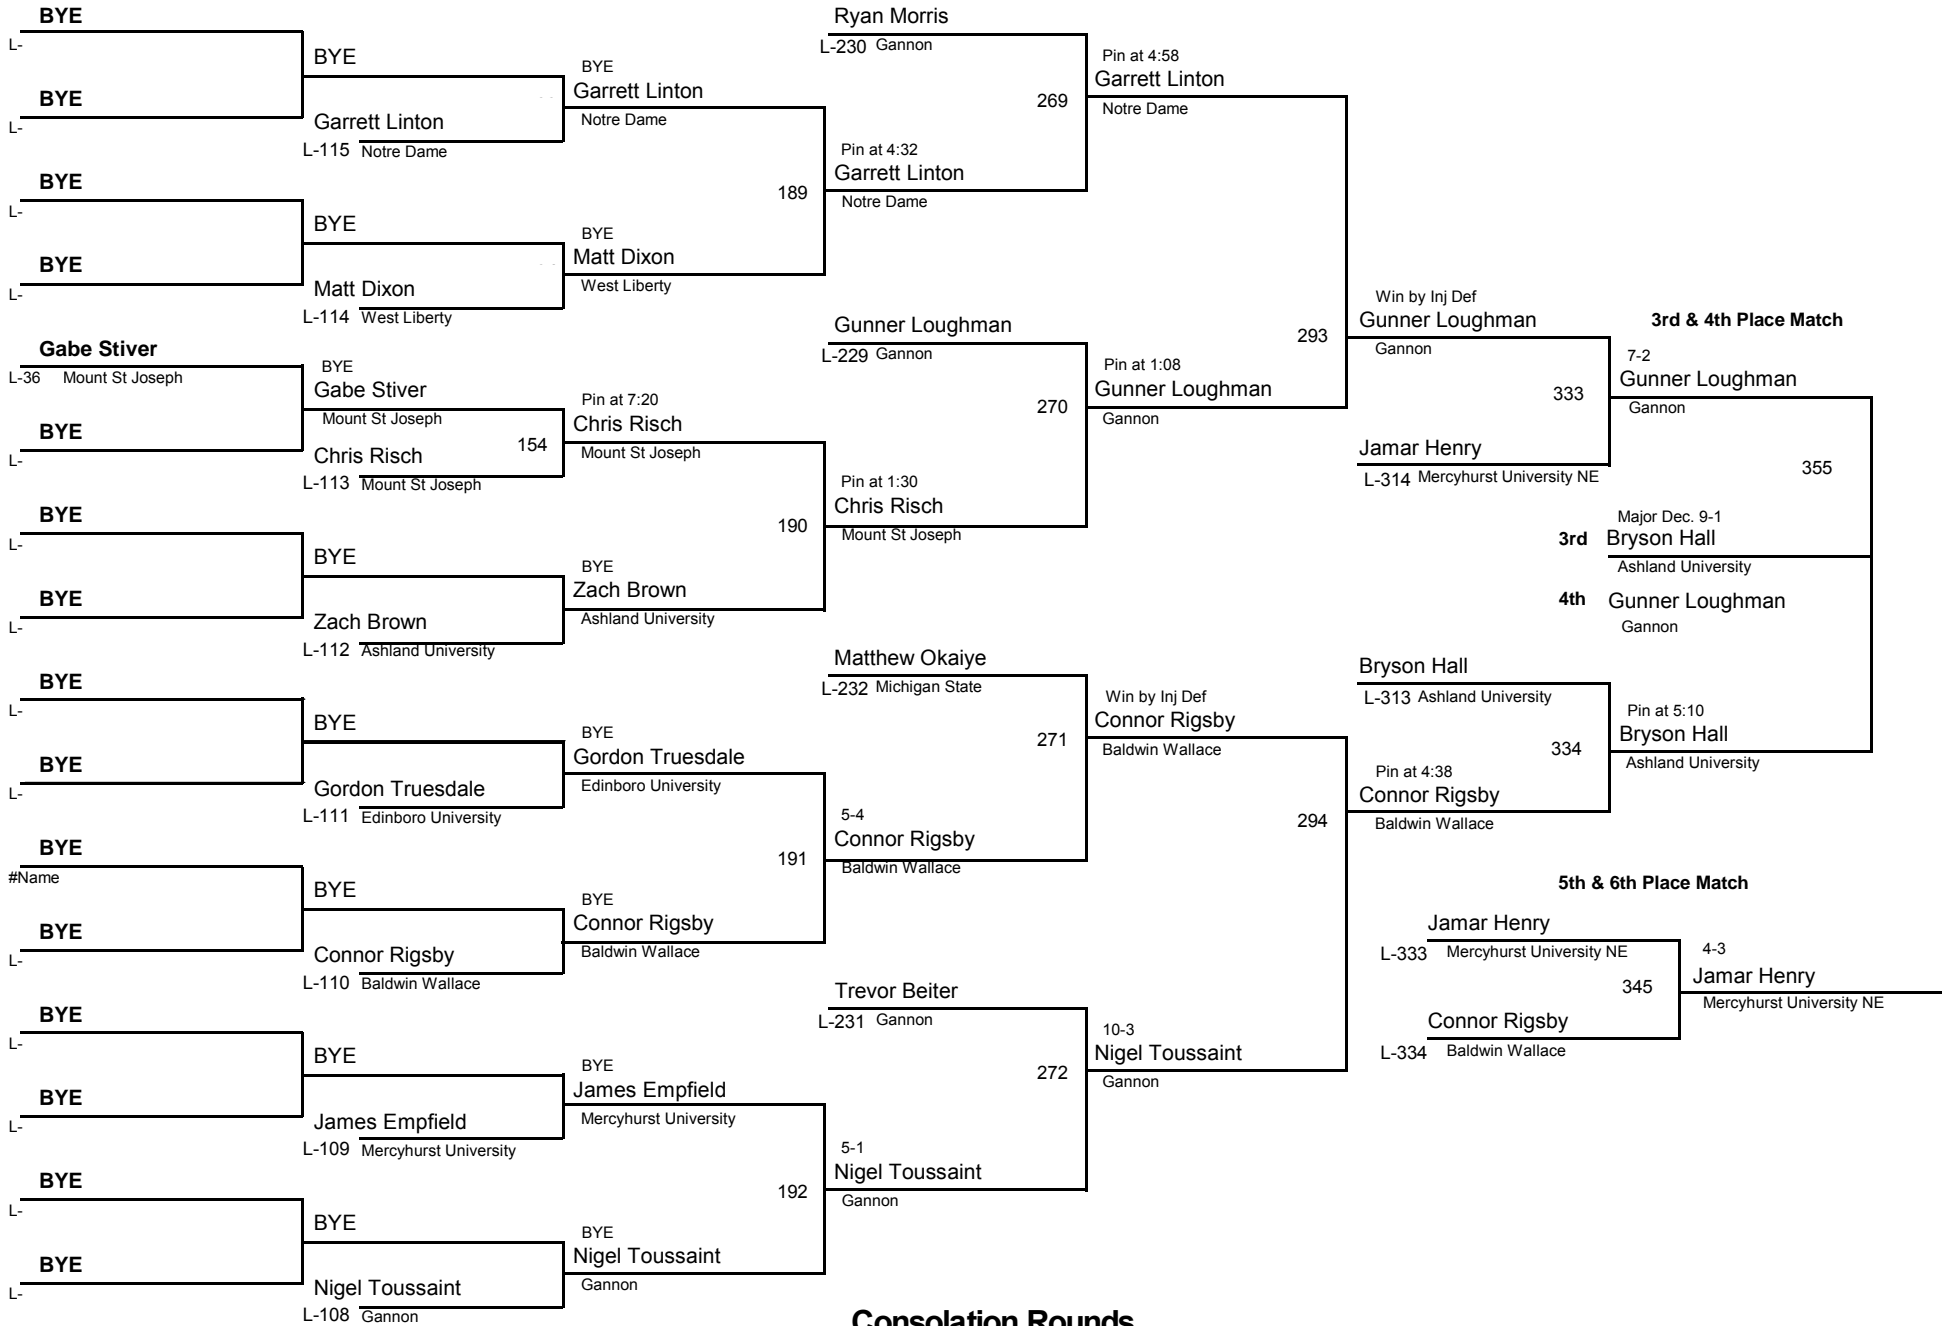 BYE
L-
BYE
L-
BYE
L-
BYE
L-
Gabe Stiver
L-36 Mount St Joseph
BYE
L-
BYE
L-
BYE
L-
BYE
L-
BYE
L-
BYE
#Name
BYE
L-
BYE
L-
BYE
L-
BYE
L-
BYE
L-
BYE
Garrett Linton
L-115 Notre Dame
BYE
Matt Dixon
L-114 West Liberty
BYE
Gabe Stiver
Mount St Joseph
154
Chris Risch
L-113 Mount St Joseph
BYE
Zach Brown
L-112 Ashland University
BYE
Gordon Truesdale
L-111 Edinboro University
BYE
Connor Rigsby
L-110 Baldwin Wallace
BYE
James Empfield
L-109 Mercyhurst University
BYE
Nigel Toussaint
L-108 Gannon
BYE
Garrett Linton
Notre Dame
189
BYE
Matt Dixon
West Liberty
Pin at 7:20
Chris Risch
Mount St Joseph
190
BYE
Zach Brown
Ashland University
BYE
Gordon Truesdale
Edinboro University
191
BYE
Connor Rigsby
Baldwin Wallace
BYE
James Empfield
Mercyhurst University
192
BYE
Nigel Toussaint
Gannon
Ryan Morris
L-230 Gannon
269
Pin at 4:32
Garrett Linton
Notre Dame
Gunner Loughman
L-229 Gannon
270
Pin at 1:30
Chris Risch
Mount St Joseph
Matthew Okaiye
L-232 Michigan State
271
5-4
Connor Rigsby
Baldwin Wallace
Trevor Beiter
L-231 Gannon
272
5-1
Nigel Toussaint
Gannon
Pin at 4:58
Garrett Linton
Notre Dame
293
Pin at 1:08
Gunner Loughman
Gannon
Win by Inj Def
Connor Rigsby
Baldwin Wallace
294
10-3
Nigel Toussaint
Gannon
Win by Inj Def
Gunner Loughman
Gannon
333
Jamar Henry
L-314 Mercyhurst University NE
Bryson Hall
L-313 Ashland University
334
Pin at 4:38
Connor Rigsby
Baldwin Wallace
3rd & 4th Place Match
7-2
Gunner Loughman
Gannon
355
Major Dec. 9-1
3rd Bryson Hall
Ashland University
4th Gunner Loughman
Gannon
Pin at 5:10
Bryson Hall
Ashland University
5th & 6th Place Match
Jamar Henry
L-333 Mercyhurst University NE
345
Connor Rigsby
L-334 Baldwin Wallace
4-3
Jamar Henry
Mercyhurst University NE
Consolation Rounds